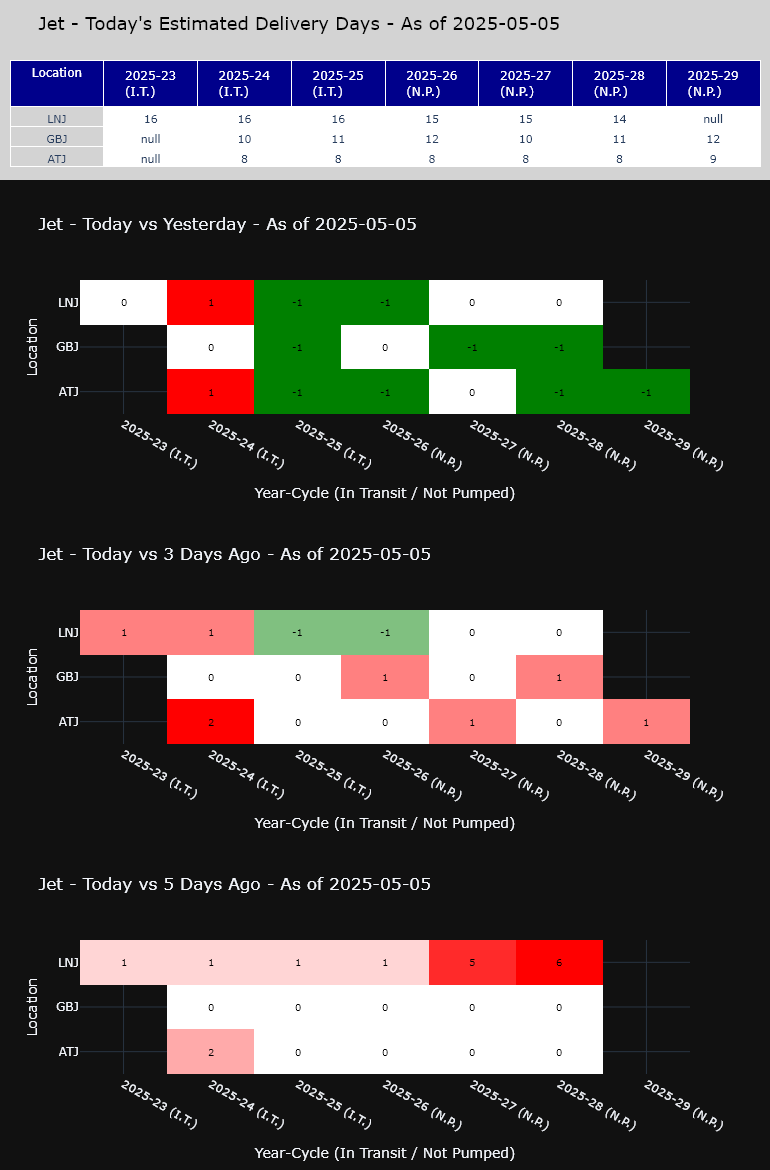 Jet - Today's Estimated Delivery Days - As of 2025-05-05
Location 2025-23 (I.T.) 2025-24 (I.T.) 2025-25 (I.T.) 2025-26 (N.P.) 2025-27 (N.P.) 2025-28 (N.P.) 2025-29 (N.P.)
LNJ 16 16 16 15 15 14 null
GBJ null 10 11 12 10 11 12
ATJ null 8 8 8 8 8 9
Jet - Today vs Yesterday - As of 2025-05-05
Location
LNJ 0 1 -1 -1 0 0
GBJ 0 -1 0 -1 -1
ATJ 1 -1 -1 0 -1 -1
2025-23 (I.T.) 2025-24 (I.T.) 2025-25 (I.T.) 2025-26 (N.P.) 2025-27 (N.P.) 2025-28 (N.P.) 2025-29 (N.P.)
Year-Cycle (In Transit / Not Pumped)
Jet - Today vs 3 Days Ago - As of 2025-05-05
Location
LNJ 1 1 -1 -1 0 0
GBJ 0 0 1 0 1
ATJ 2 0 0 1 0 1
2025-23 (I.T.) 2025-24 (I.T.) 2025-25 (I.T.) 2025-26 (N.P.) 2025-27 (N.P.) 2025-28 (N.P.) 2025-29 (N.P.)
Year-Cycle (In Transit / Not Pumped)
Jet - Today vs 5 Days Ago - As of 2025-05-05
Location
LNJ 1 1 1 1 5 6
GBJ 0 0 0 0 0
ATJ 2 0 0 0 0
2025-23 (I.T.) 2025-24 (I.T.) 2025-25 (I.T.) 2025-26 (N.P.) 2025-27 (N.P.) 2025-28 (N.P.) 2025-29 (N.P.)
Year-Cycle (In Transit / Not Pumped)